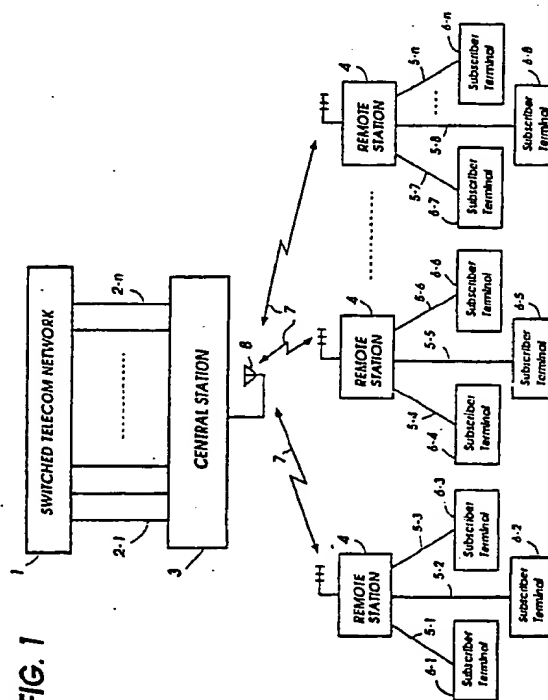 FIG. 1
1
SWITCHED TELECOM NETWORK
2-1
2-n
3
CENTRAL STATION
8
7
7
7
4
REMOTE
STATION
4
REMOTE
STATION
4
REMOTE
STATION
5-1
5-2
5-3
5-4
5-5
5-6
5-7
5-8
5-n
6-1
Subscriber
Terminal
6-2
Subscriber
Terminal
6-3
Subscriber
Terminal
6-4
Subscriber
Terminal
6-5
Subscriber
Terminal
6-6
Subscriber
Terminal
6-7
Subscriber
Terminal
6-8
Subscriber
Terminal
6-n
Subscriber
Terminal